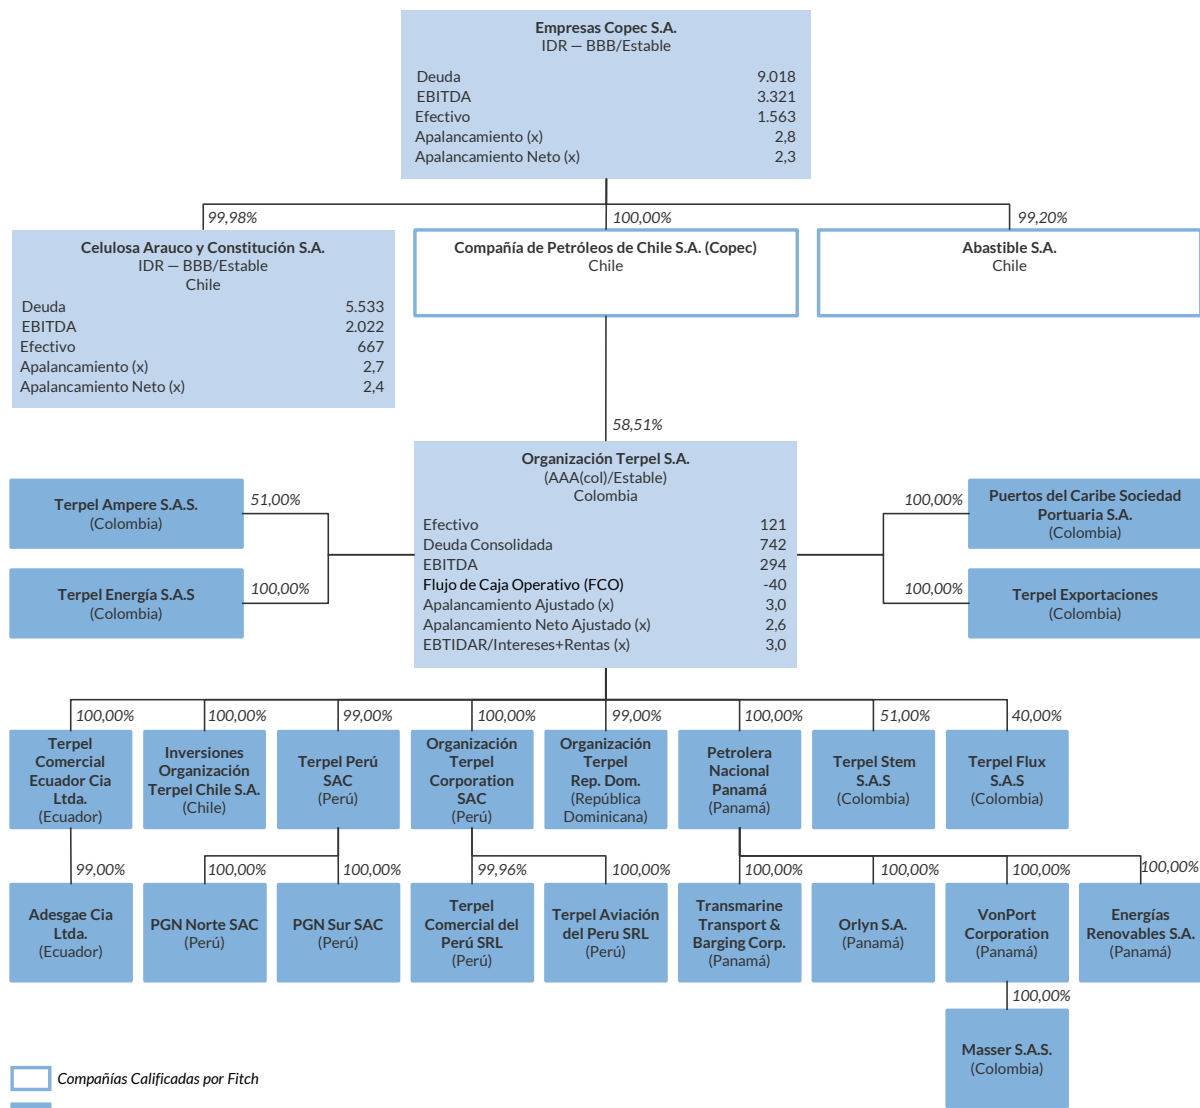 Empresas Copec S.A.
IDR — BBB/Estable
Deuda 9.018
EBITDA 3.321
Efectivo 1.563
Apalancamiento (x) 2,8
Apalancamiento Neto (x) 2,3
99,98% 100,00% 99,20%
Celulosa Arauco y Constitución S.A.
IDR — BBB/Estable
Chile
Deuda 5.533
EBITDA 2.022
Efectivo 667
Apalancamiento (x) 2,7
Apalancamiento Neto (x) 2,4
Compañía de Petróleos de Chile S.A. (Copec)
Chile
Abastible S.A.
Chile
58,51%
Organización Terpel S.A.
(AAA(col)/Estable)
Colombia
Efectivo 121
Deuda Consolidada 742
EBITDA 294
Flujo de Caja Operativo (FCO) -40
Apalancamiento Ajustado (x) 3,0
Apalancamiento Neto Ajustado (x) 2,6
EBTIDAR/Intereses+Rentas (x) 3,0
Terpel Ampere S.A.S.
(Colombia)
51,00%
Terpel Energía S.A.S
(Colombia)
100,00%
100,00%
Puertos del Caribe Sociedad
Portuaria S.A.
(Colombia)
100,00%
Terpel Exportaciones
(Colombia)
100,00% 100,00% 99,00% 100,00% 99,00% 100,00% 51,00% 40,00%
Terpel
Comercial
Ecuador Cia
Ltda.
(Ecuador)
Inversiones
Organización
Terpel Chile S.A.
(Chile)
Terpel Perú
SAC
(Perú)
Organización
Terpel
Corporation
SAC
(Perú)
Organización
Terpel
Rep. Dom.
(República
Dominicana)
Petrolera
Nacional
Panamá
(Panamá)
Terpel Stem
S.A.S
(Colombia)
Terpel Flux
S.A.S
(Colombia)
99,00% 100,00% 100,00% 99,96% 100,00% 100,00% 100,00% 100,00% 100,00%
Adesgae Cia
Ltda.
(Ecuador)
PGN Norte SAC
(Perú)
PGN Sur SAC
(Perú)
Terpel
Comercial del
Perú SRL
(Perú)
Terpel Aviación
del Peru SRL
(Perú)
Transmarine
Transport &
Barging Corp.
(Panamá)
Orlyn S.A.
(Panamá)
VonPort
Corporation
(Panamá)
Energías
Renovables S.A.
(Panamá)
100,00%
Masser S.A.S.
(Colombia)
Compañías Calificadas por Fitch